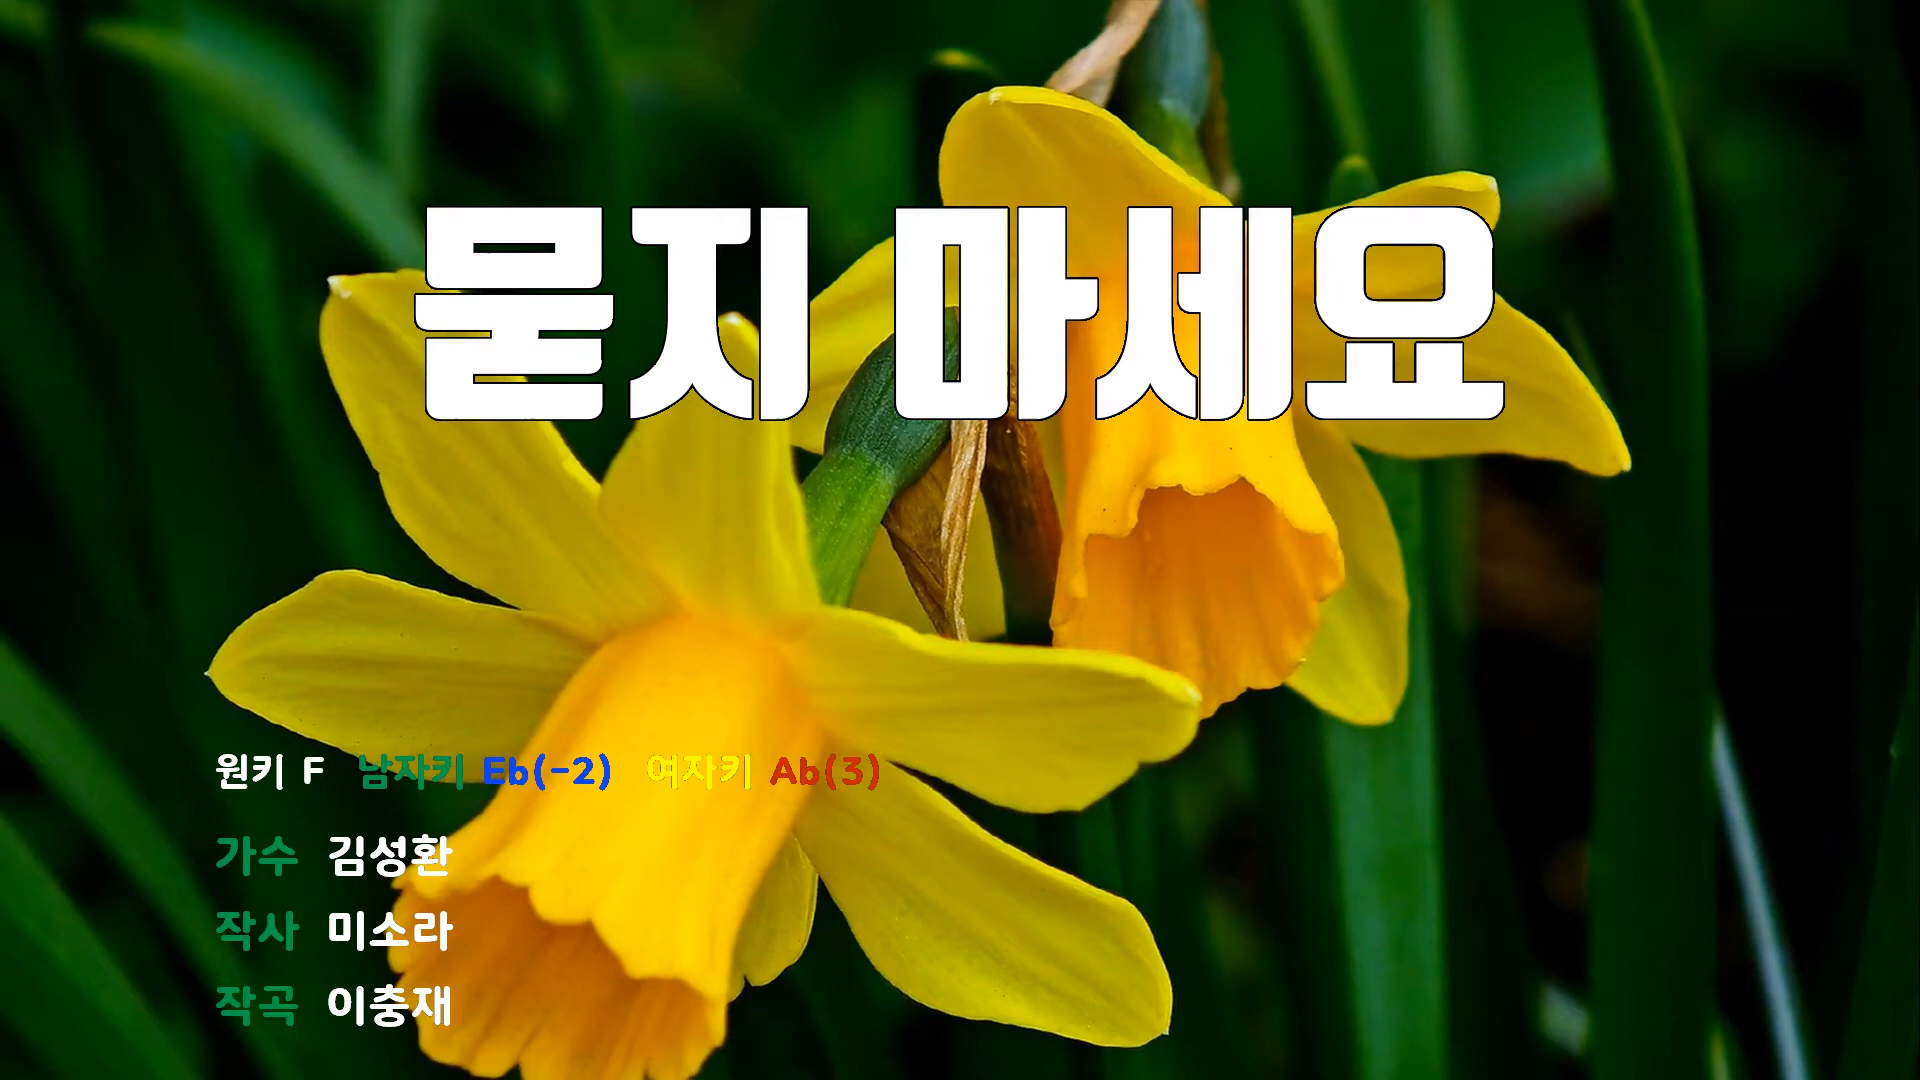 묻지 마세요
원키 F 남자키 Eb(-2) 여자키 Ab(3)
가수 김성환
작사 미소라
작곡 이충재